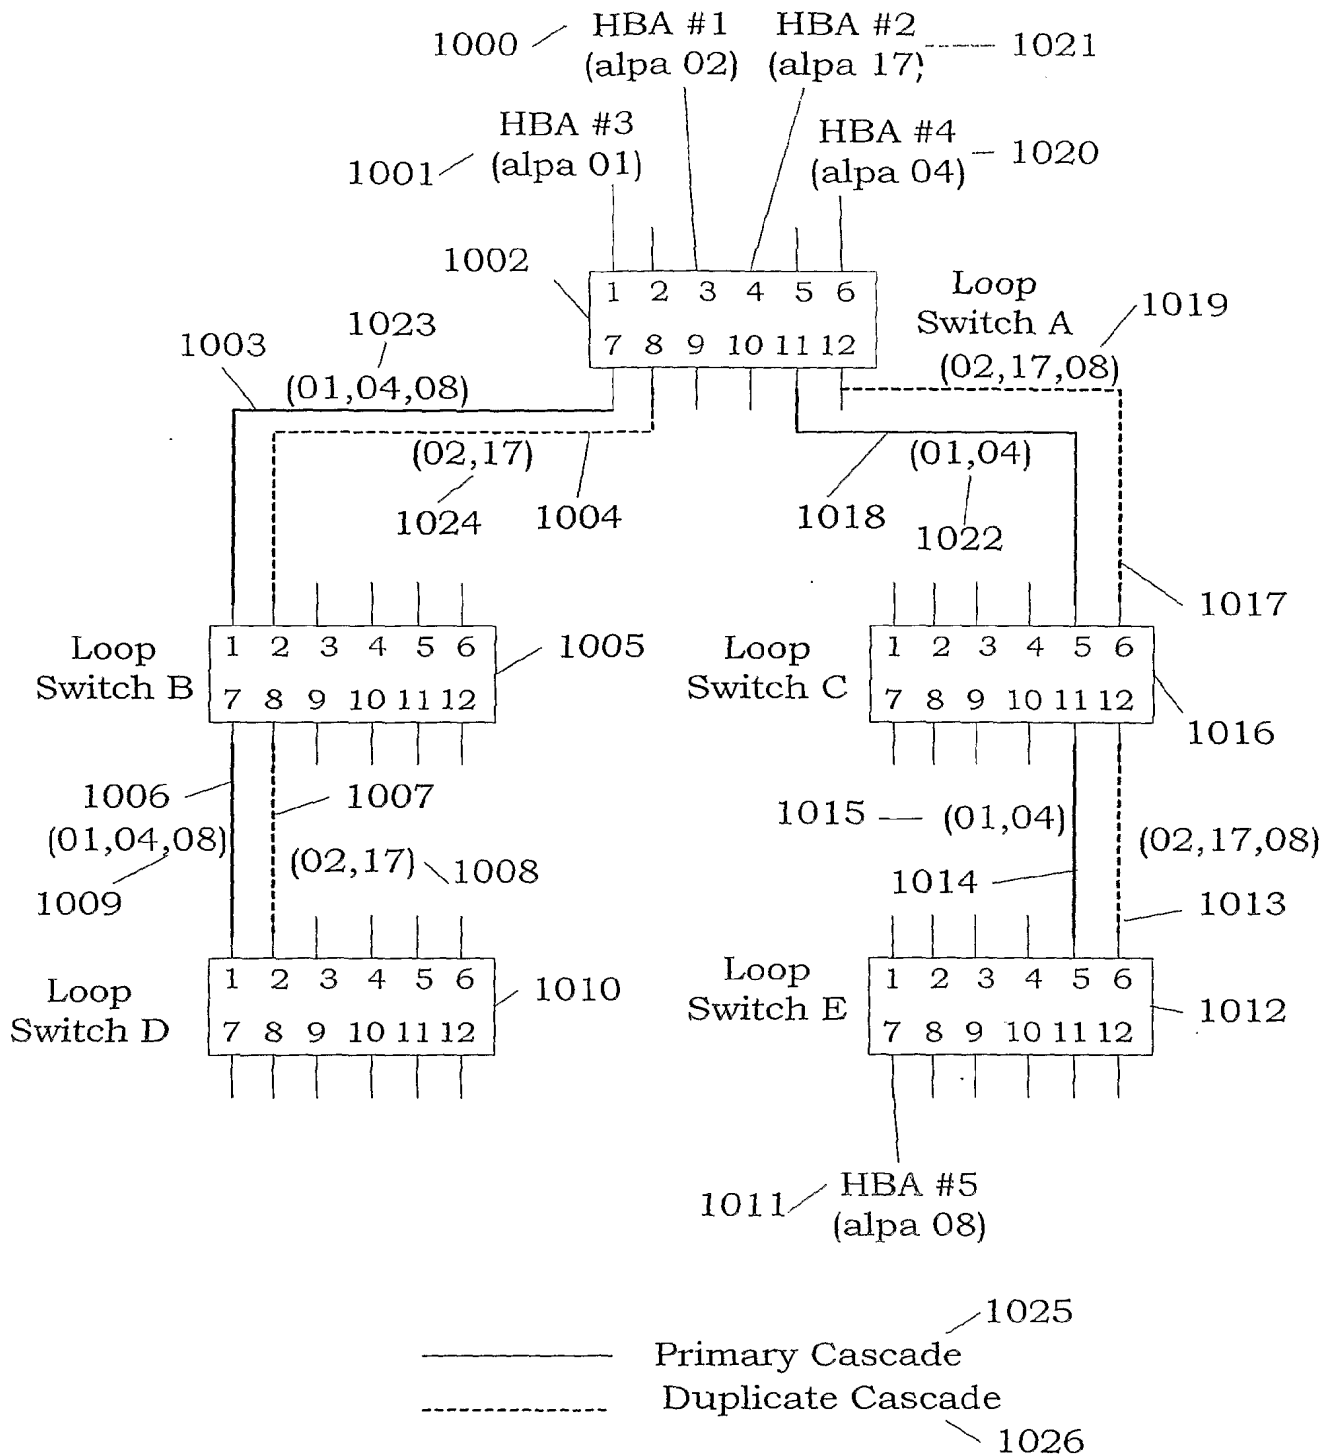 1000 HBA #1 HBA #2 1021
(alpa 02) (alpa 17)
HBA #3 HBA #4
1001 (alpa 01) (alpa 04) 1020
1002
1 2 3 4 5 6
7 8 9 10 11 12
Loop
Switch A
1019
1023
1003
(01,04,08)
(02,17,08)
(02,17)
(01,04)
1024 1004 1018 1022
1017
Loop
Switch B
1 2 3 4 5 6
7 8 9 10 11 12
1005
Loop
Switch C
1 2 3 4 5 6
7 8 9 10 11 12
1016
1006 1007
(01,04,08)
(02,17) 1008
1009
1015 (01,04)
(02,17,08)
1014
1013
Loop
Switch D
1 2 3 4 5 6
7 8 9 10 11 12
1010
Loop
Switch E
1 2 3 4 5 6
7 8 9 10 11 12
1012
1011 HBA #5
(alpa 08)
1025
Primary Cascade
Duplicate Cascade
1026